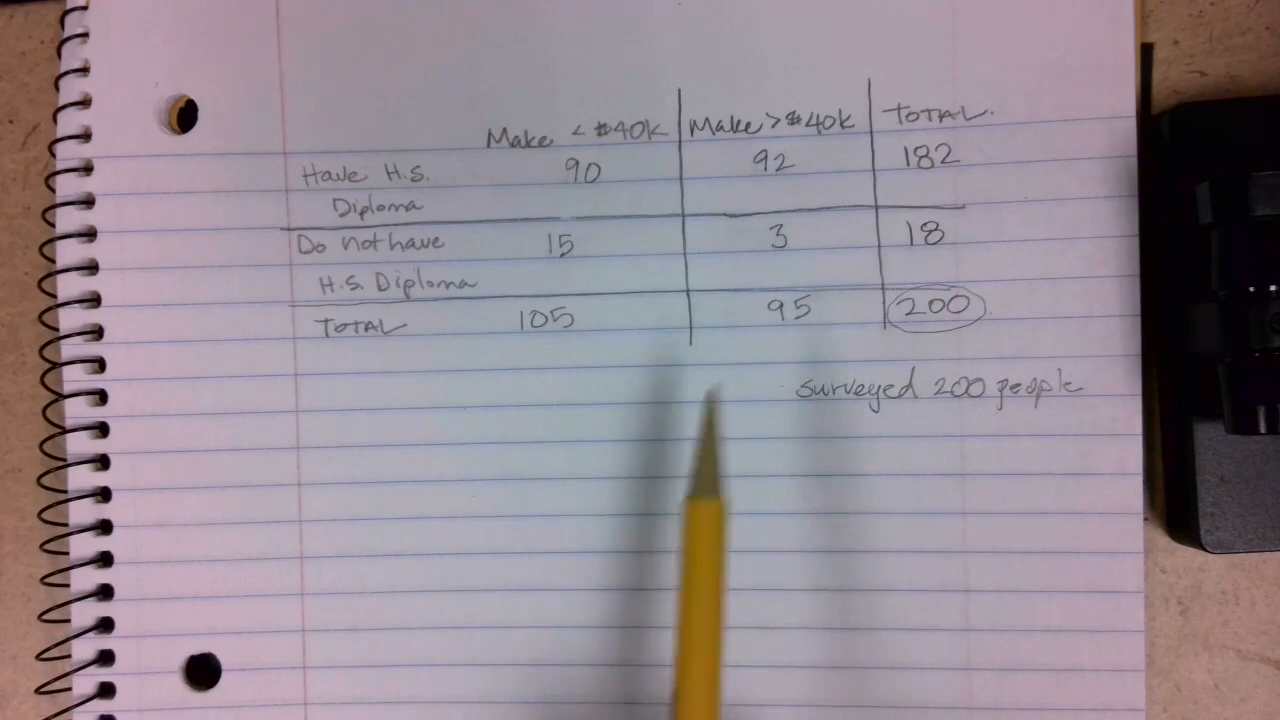 Make < $40K Make > $40K TOTAL.
Have H.S. 90 92 182
Diploma
Do not have 15 3 18
H.S. Diploma
TOTAL 105 95 200
surveyed 200 people